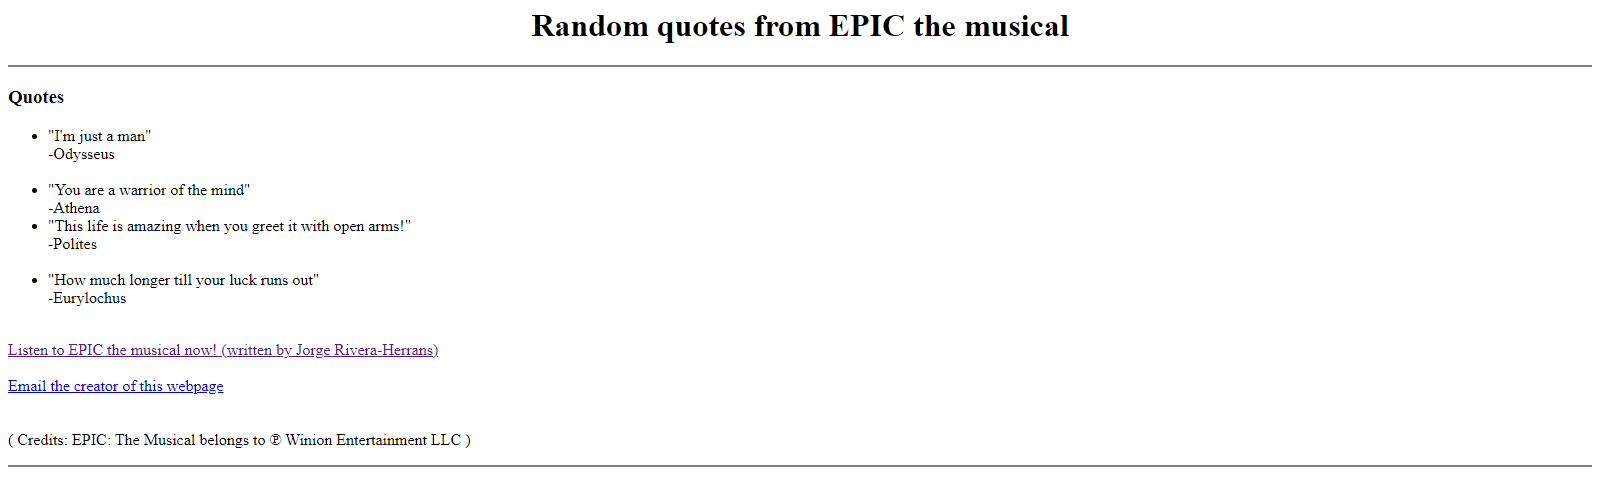 Random quotes from EPIC the musical
Quotes
"I'm just a man"
-Odysseus
"You are a warrior of the mind"
-Athena
"This life is amazing when you greet it with open arms!"
-Polites
"How much longer till your luck runs out"
-Eurylochus
Listen to EPIC the musical now! (written by Jorge Rivera-Herrans)
Email the creator of this webpage
( Credits: EPIC: The Musical belongs to ℗ Winion Entertainment LLC )